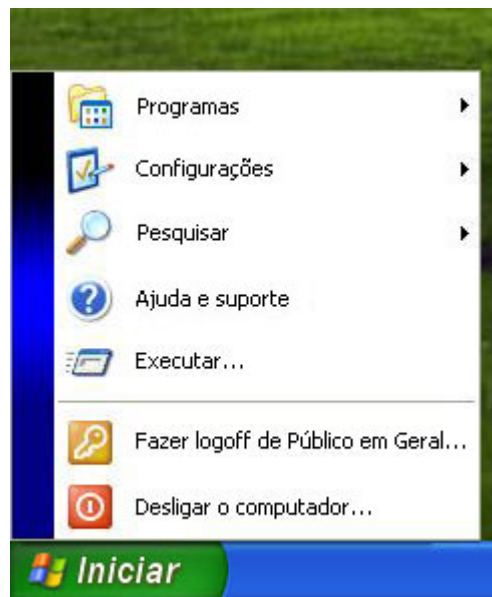 Programas
Configurações
Pesquisar
Ajuda e suporte
Executar...
Fazer logoff de Público em Geral...
Desligar o computador...
Iniciar